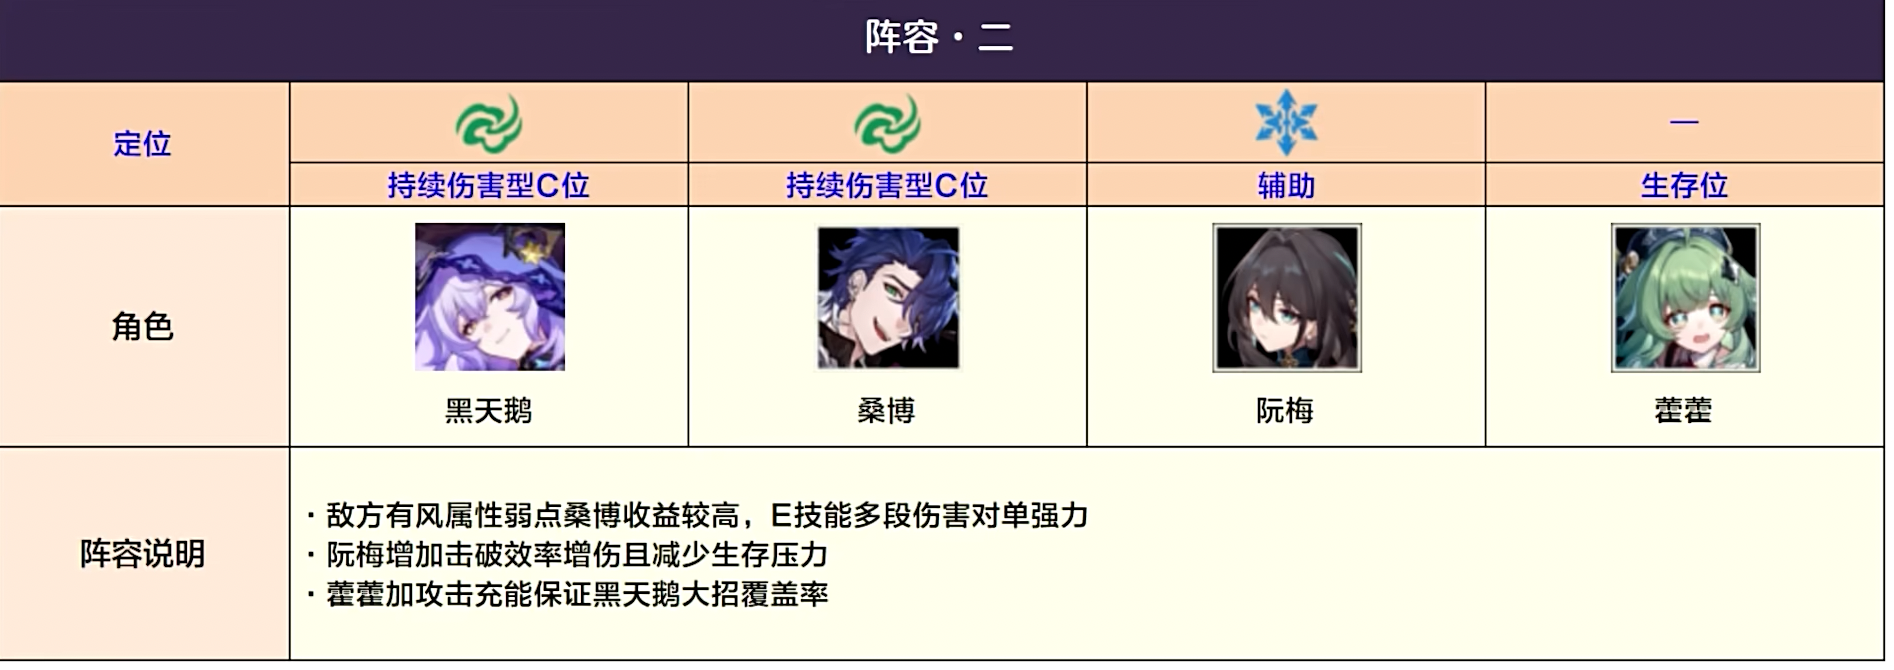 阵容·二
定位
—
持续伤害型C位
持续伤害型C位
辅助
生存位
角色
黑天鹅
桑博
阮梅
藿藿
阵容说明
·敌方有风属性弱点桑博收益较高，E技能多段伤害对单强力
·阮梅增加击破效率增伤且减少生存压力
·藿藿加攻击充能保证黑天鹅大招覆盖率